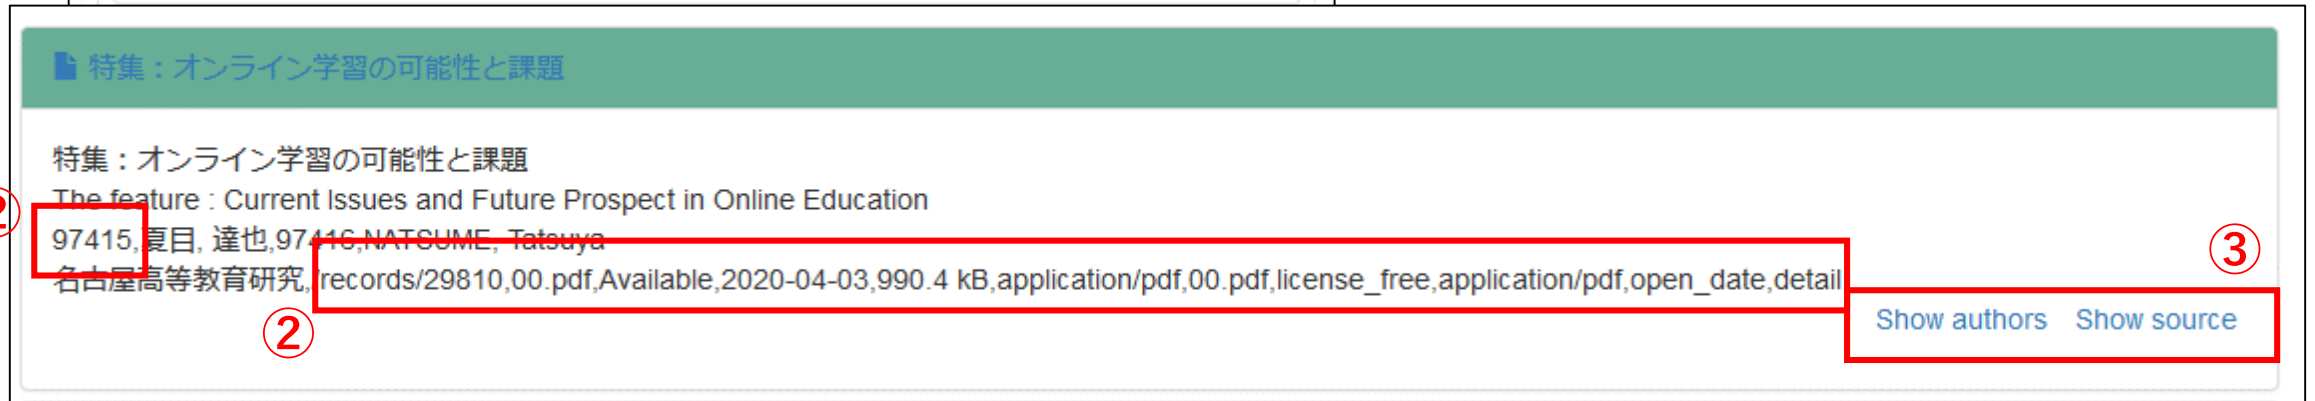 特集：オンライン学習の可能性と課題
特集：オンライン学習の可能性と課題
The feature : Current Issues and Future Prospect in Online Education
②
97415,夏目, 達也,97416,NATSUME, Tatsuya
③
名古屋高等教育研究,/records/29810,00.pdf,Available,2020-04-03,990.4 kB,application/pdf,00.pdf,license_free,application/pdf,open_date,detail
②
Show authors Show source